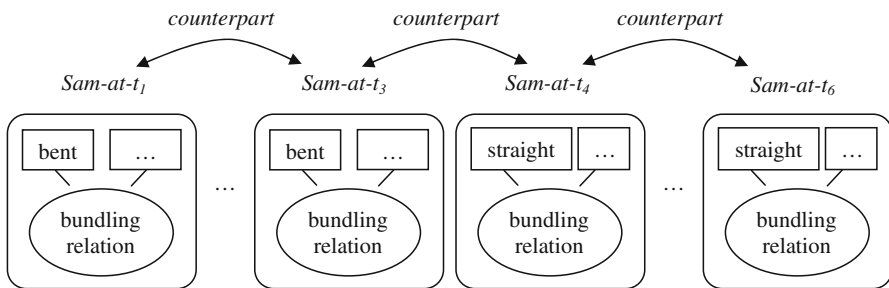 counterpart counterpart counterpart
Sam-at-t1 Sam-at-t3 Sam-at-t4 Sam-at-t6
bent … bent … straight … straight …
… …
bundling bundling bundling bundling
relation relation relation relation